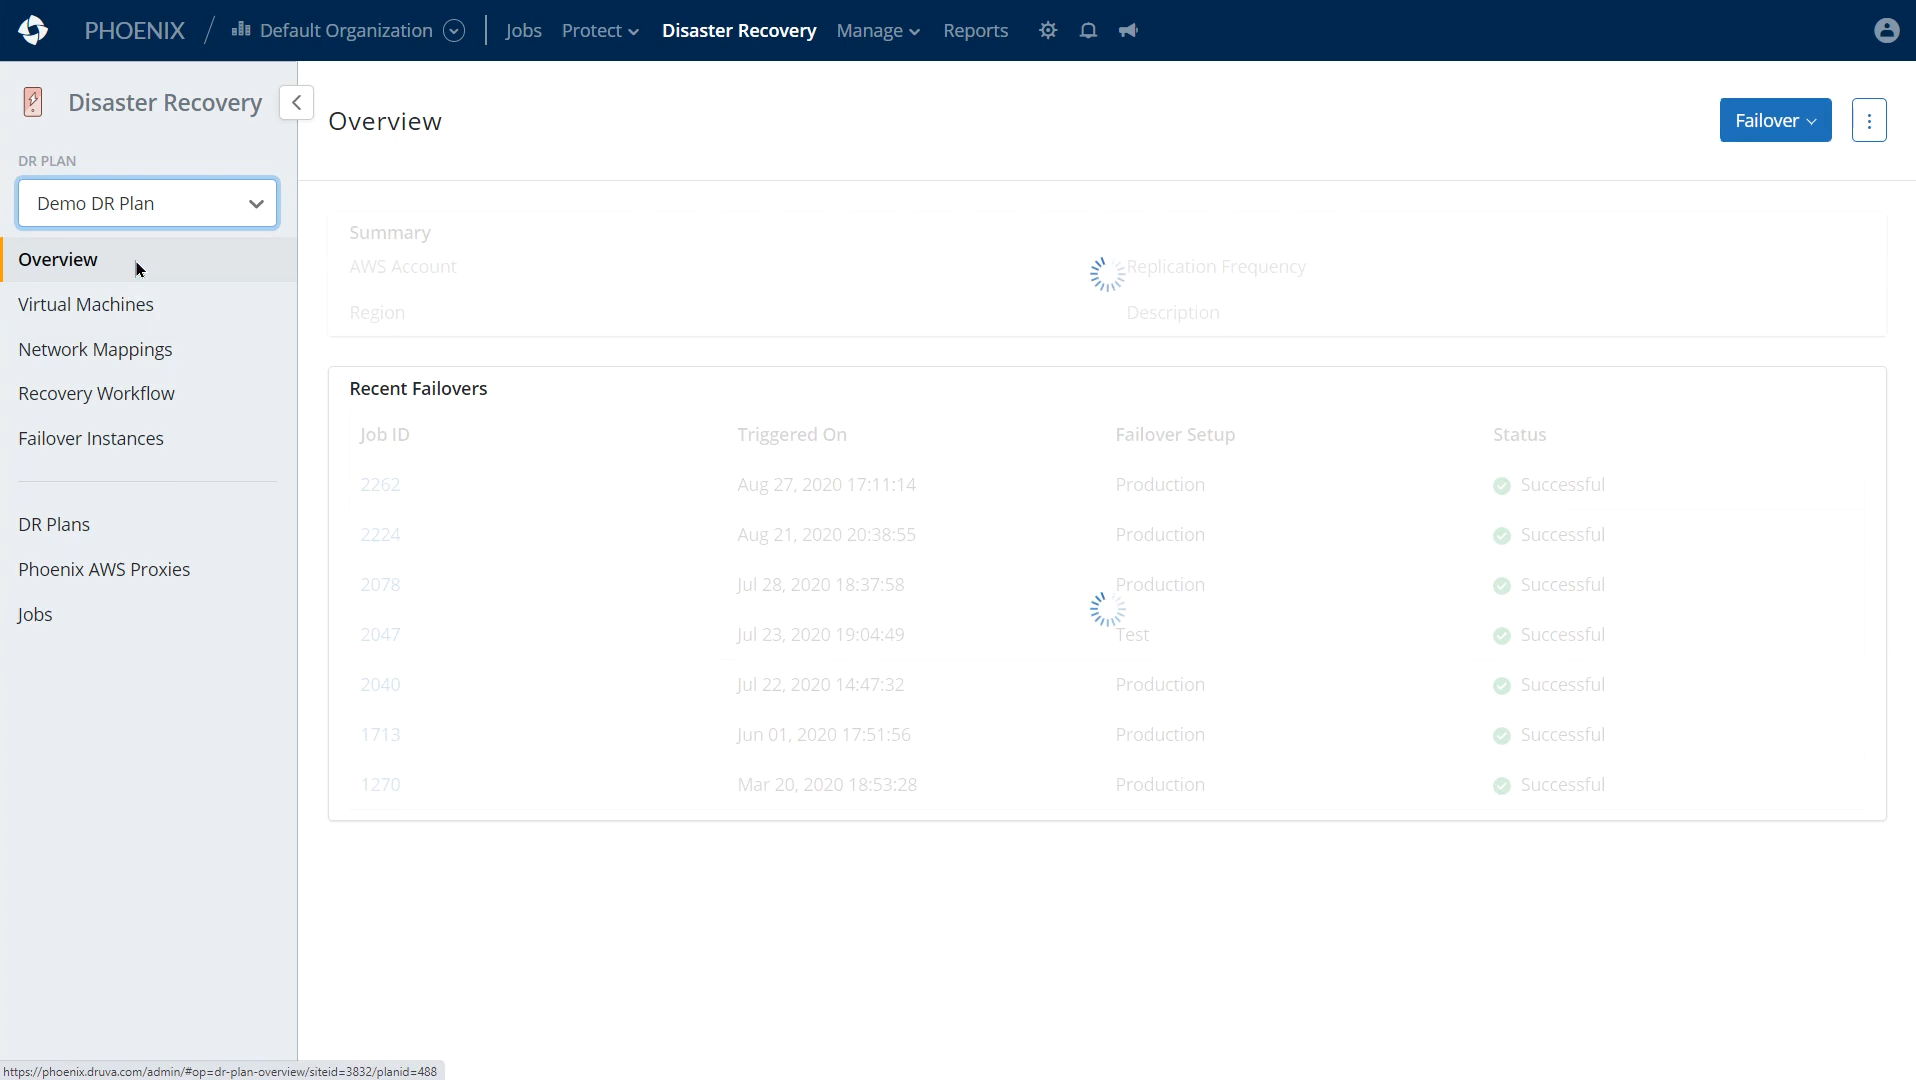 PHOENIX / Default Organization Jobs Protect Disaster Recovery Manage Reports
Disaster Recovery
DR PLAN
Demo DR Plan
Overview
Virtual Machines
Network Mappings
Recovery Workflow
Failover Instances
DR Plans
Phoenix AWS Proxies
Jobs
Overview
Failover
Summary
AWS Account Replication Frequency
Region Description
Recent Failovers
Job ID Triggered On Failover Setup Status
2262 Aug 27, 2020 17:11:14 Production Successful
2224 Aug 21, 2020 20:38:55 Production Successful
2078 Jul 28, 2020 18:37:58 Production Successful
2047 Jul 23, 2020 19:04:49 Test Successful
2040 Jul 22, 2020 14:47:32 Production Successful
1713 Jun 01, 2020 17:51:56 Production Successful
1270 Mar 20, 2020 18:53:28 Production Successful
https://phoenix.druva.com/admin/#op=dr-plan-overview/siteid=3832/planid=488